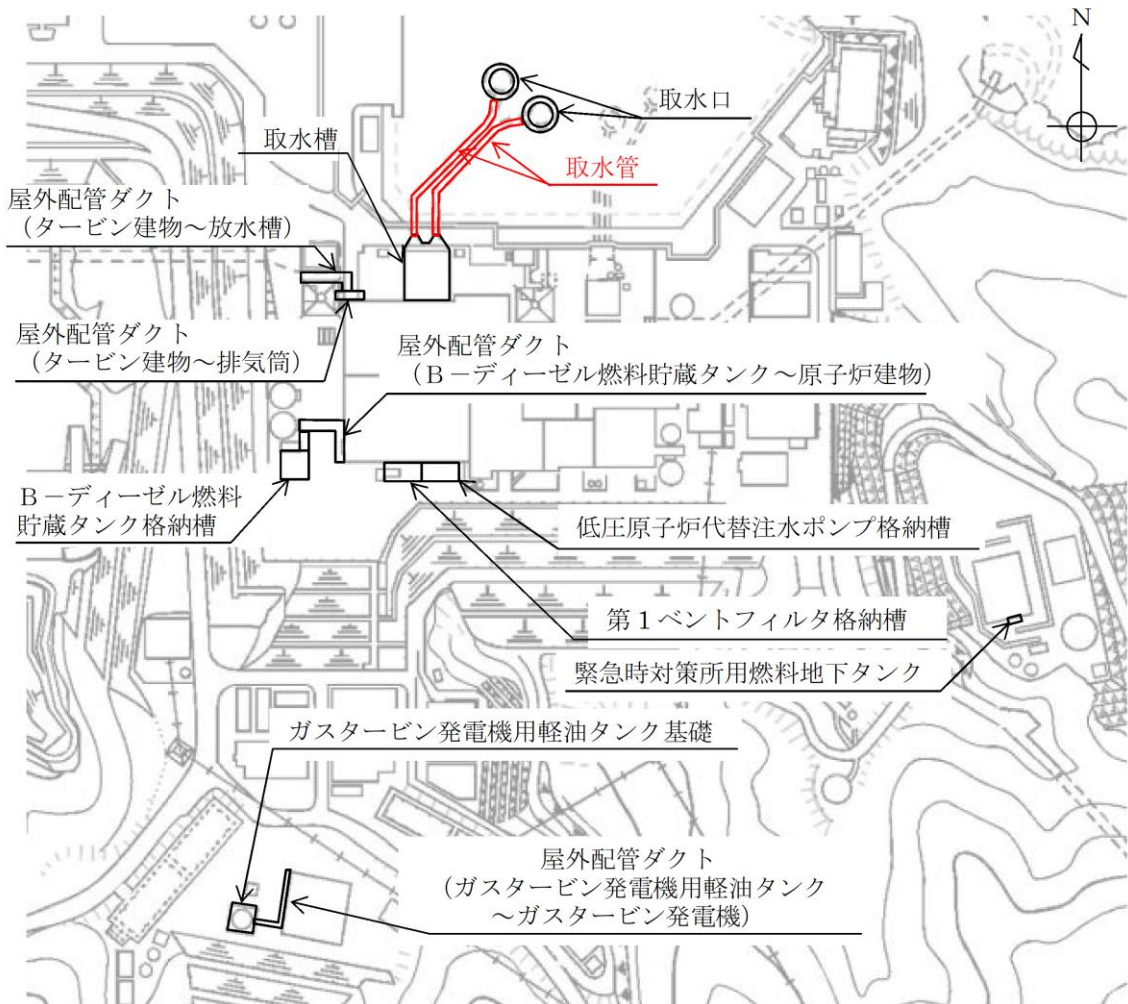 N
取水口
取水槽
取水管
屋外配管ダクト
(タービン建物～放水槽)
屋外配管ダクト
(タービン建物～排気筒)
屋外配管ダクト
(B－ディーゼル燃料貯蔵タンク～原子炉建物)
B－ディーゼル燃料
貯蔵タンク格納槽
低圧原子炉代替注水ポンプ格納槽
第1ベントフィルタ格納槽
緊急時対策所用燃料地下タンク
ガスタービン発電機用軽油タンク基礎
屋外配管ダクト
(ガスタービン発電機用軽油タンク
～ガスタービン発電機)